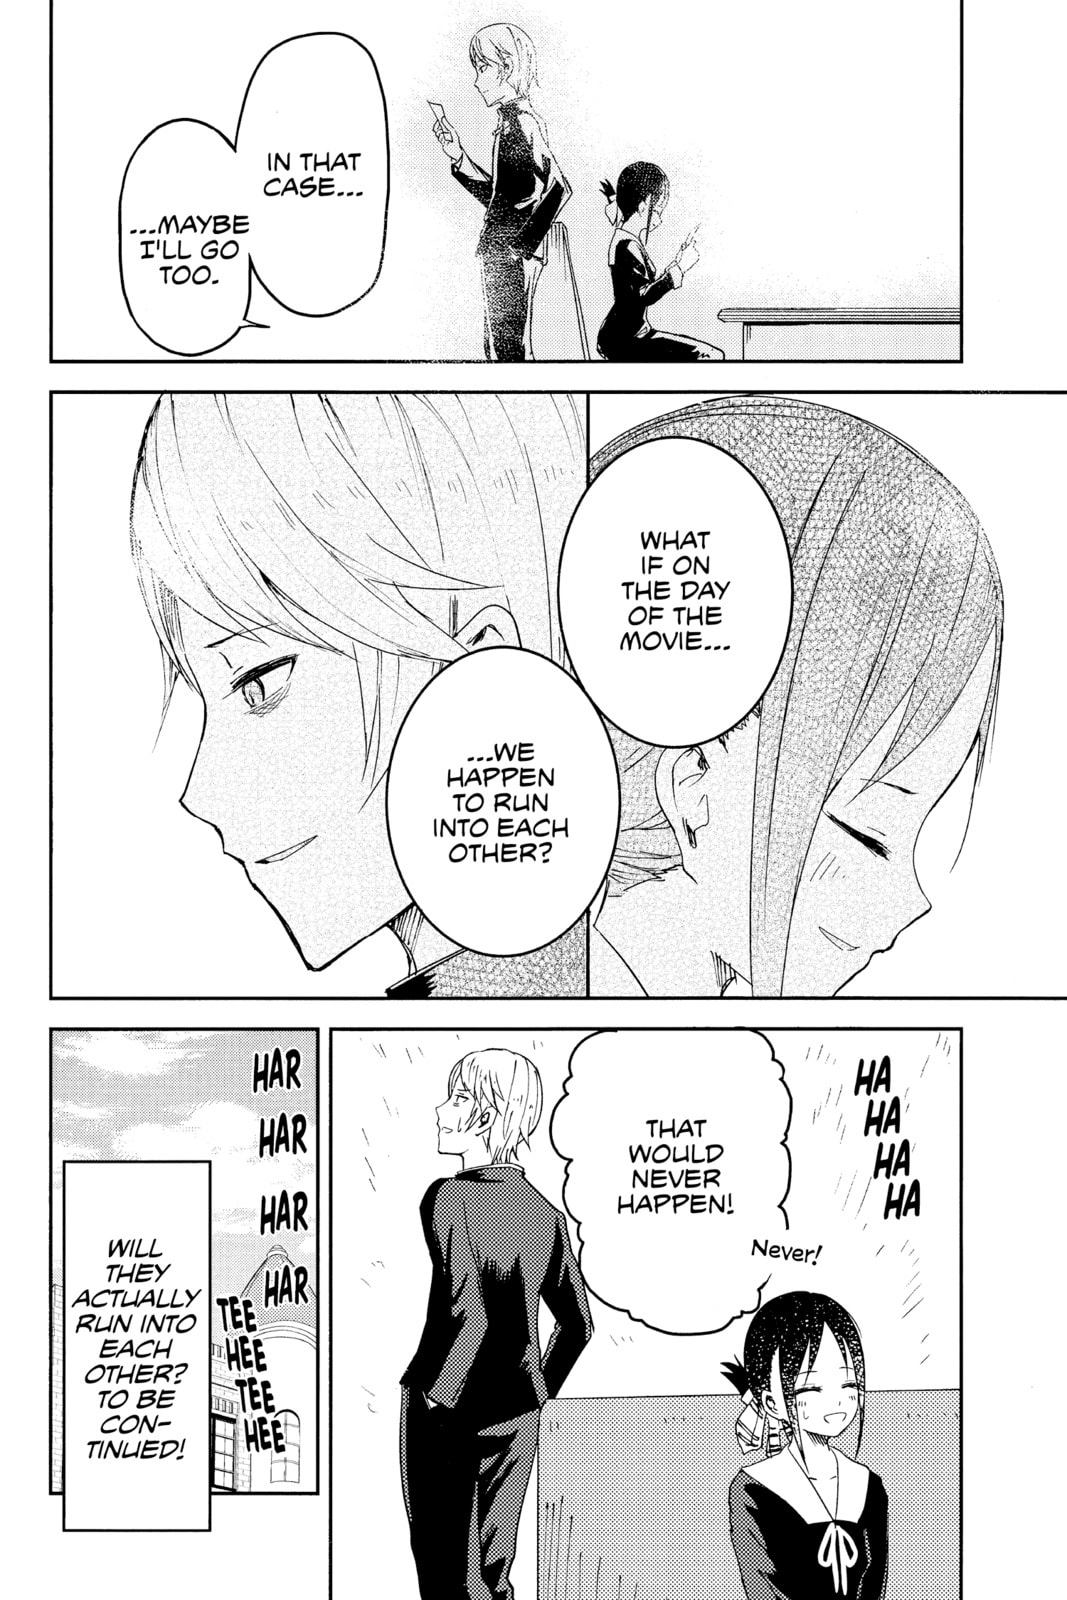 IN THAT
CASE...
...MAYBE
I'LL GO
TOO.
WHAT
IF ON
THE DAY
OF THE
MOVIE...
...WE
HAPPEN
TO RUN
INTO EACH
OTHER?
HA
HA
HA
HA
THAT
WOULD
NEVER
HAPPEN!
Never!
HAR
HAR
HAR
HAR
TEE
HEE
TEE
HEE
WILL
THEY
ACTUALLY
RUN INTO
EACH
OTHER?
TO BE
CON-
TINUED!